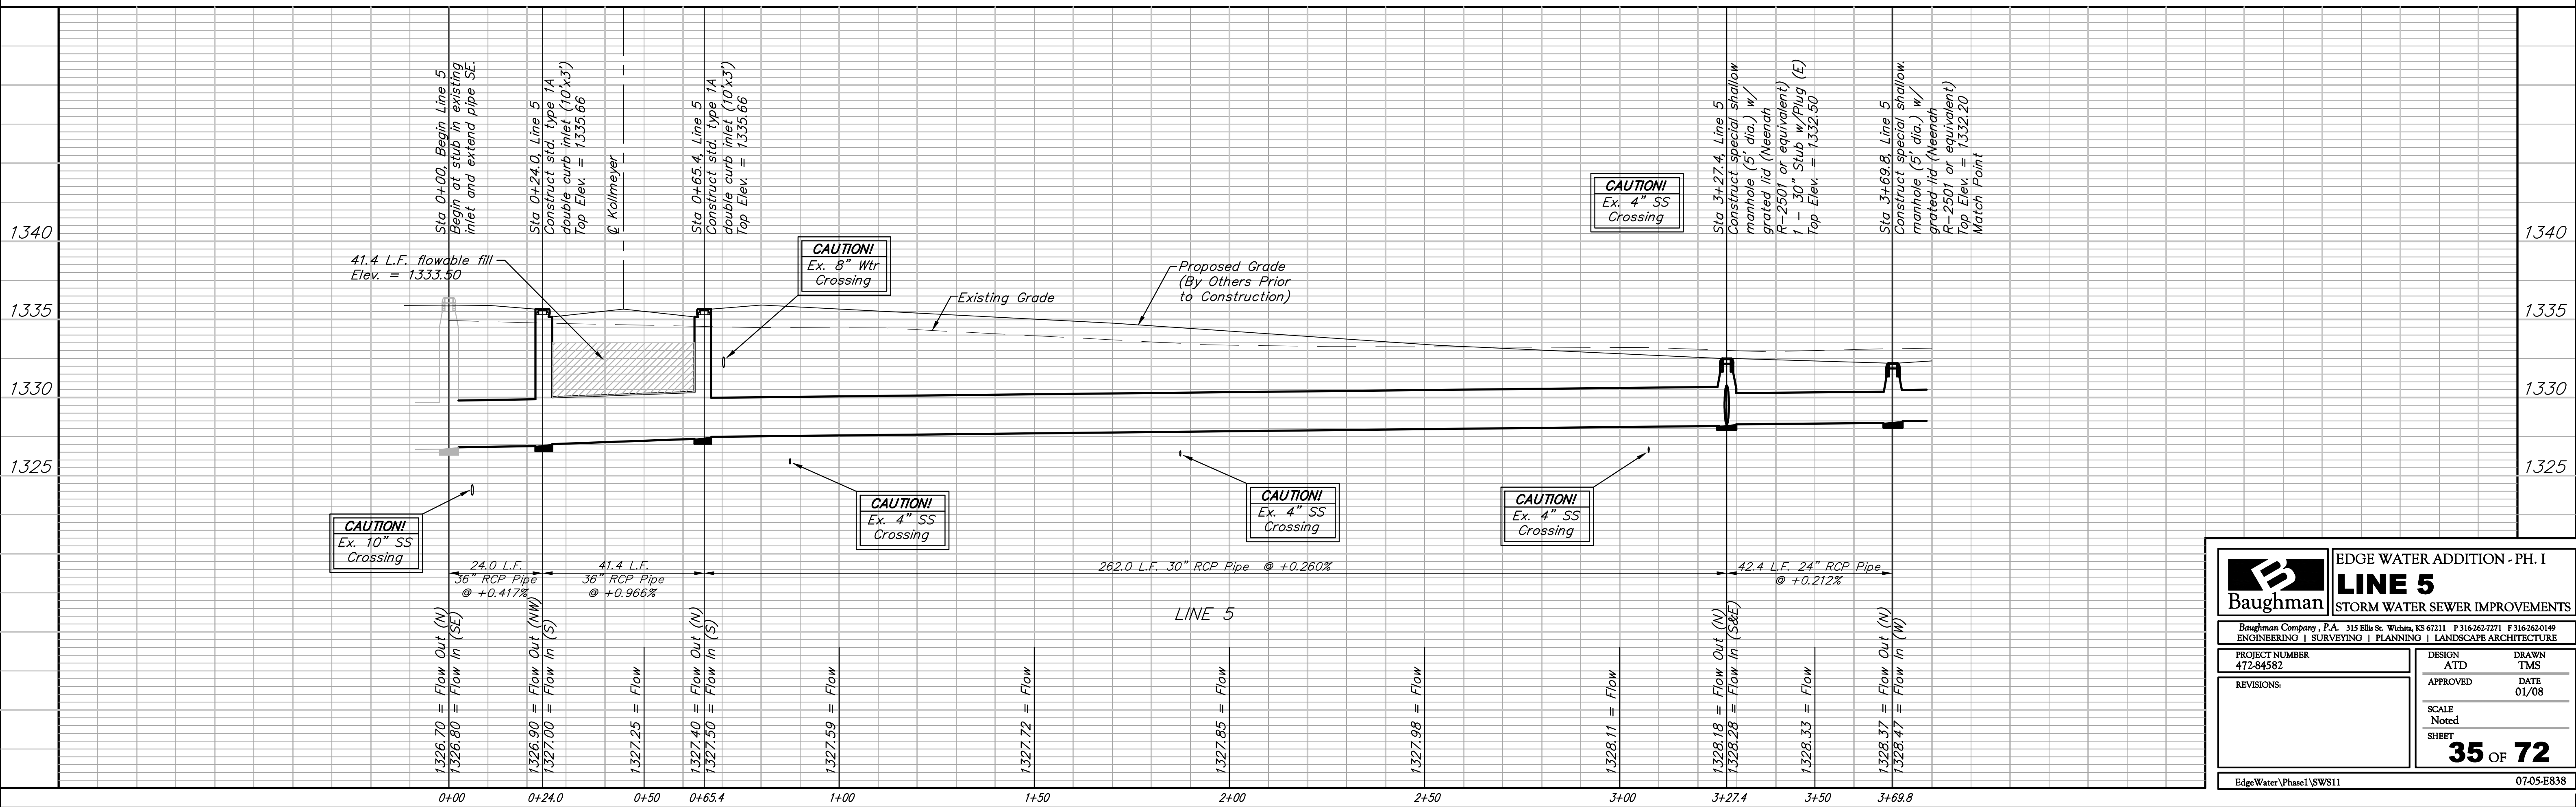 Sta 0+00, Begin Line 5
Begin at stub in existing
inlet and extend pipe SE.
Sta 0+24.0, Line 5
Construct std. type 1A
double curb inlet (10'x3')
Top Elev. = 1335.66
℄ Kollmeyer
Sta 0+65.4, Line 5
Construct std. type 1A
double curb inlet (10'x3')
Top Elev. = 1335.66
Sta 3+27.4, Line 5
Construct special shallow
manhole (5' dia.) w/
grated lid (Neenah
R-2501 or equivalent)
1 - 30" Stub w/Plug (E)
Top Elev. = 1332.50
Sta 3+69.8, Line 5
Construct special shallow.
manhole (5' dia.) w/
grated lid (Neenah
R-2501 or equivalent)
Top Elev. = 1332.20
Match Point
1340
1335
1330
1325
1340
1335
1330
1325
41.4 L.F. flowable fill
Elev. = 1333.50
CAUTION!
Ex. 8" Wtr
Crossing
Existing Grade
Proposed Grade
(By Others Prior
to Construction)
CAUTION!
Ex. 4" SS
Crossing
CAUTION!
Ex. 10" SS
Crossing
CAUTION!
Ex. 4" SS
Crossing
CAUTION!
Ex. 4" SS
Crossing
CAUTION!
Ex. 4" SS
Crossing
24.0 L.F.
36" RCP Pipe
@ +0.417%
41.4 L.F.
36" RCP Pipe
@ +0.966%
262.0 L.F. 30" RCP Pipe @ +0.260%
42.4 L.F. 24" RCP Pipe
@ +0.212%
LINE 5
1326.70 = Flow Out (N)
1326.80 = Flow In (SE)
1326.90 = Flow Out (NW)
1327.00 = Flow In (S)
1327.25 = Flow
1327.40 = Flow Out (N)
1327.50 = Flow In (S)
1327.59 = Flow
1327.72 = Flow
1327.85 = Flow
1327.98 = Flow
1328.11 = Flow
1328.18 = Flow Out (N)
1328.28 = Flow In (S&E)
1328.33 = Flow
1328.37 = Flow Out (N)
1328.47 = Flow In (W)
0+00
0+24.0
0+50
0+65.4
1+00
1+50
2+00
2+50
3+00
3+27.4
3+50
3+69.8
B
Baughman
EDGE WATER ADDITION - PH. I
LINE 5
STORM WATER SEWER IMPROVEMENTS
Baughman Company, P.A. 315 Ellis St. Wichita, KS 67211 P 316-262-7271 F 316-262-0149
ENGINEERING | SURVEYING | PLANNING | LANDSCAPE ARCHITECTURE
PROJECT NUMBER
472-84582
REVISIONS:
DESIGN
ATD
DRAWN
TMS
APPROVED
DATE
01/08
SCALE
Noted
SHEET
35 OF 72
EdgeWater\Phase1\SWS11
07-05-E838